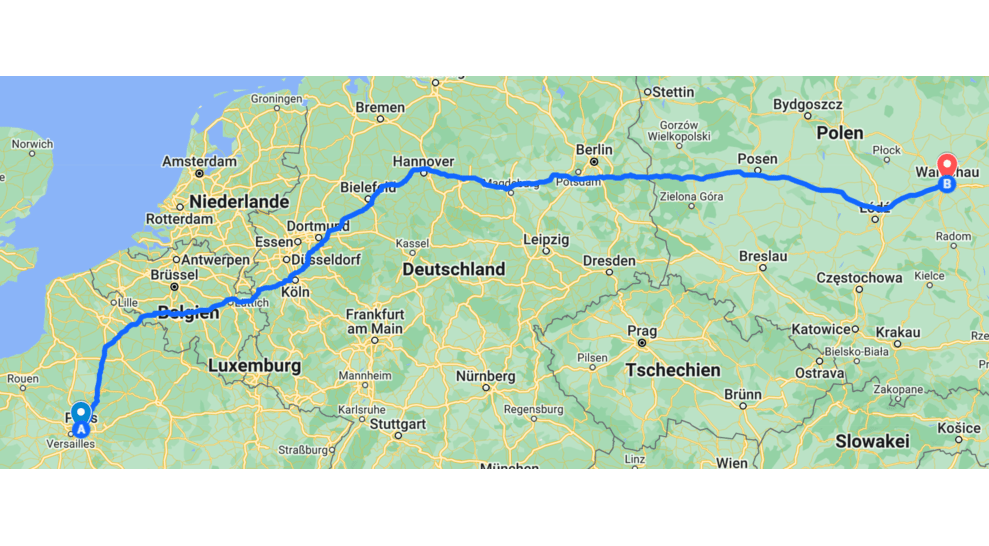 Groningen
Bremen
Stettin
Bydgoszcz
Gorzów
Wielkopolski
Polen
Norwich
Amsterdam
Hannover
Berlin
Posen
Płock
Magdeburg
Potsdam
Bielefeld
Niederlande
Zielona Góra
Rotterdam
Dortmund
Łódź
Essen
Kassel
Leipzig
Radom
Antwerpen
Düsseldorf
Deutschland
Dresden
Breslau
Brüssel
Częstochowa
Kielce
Köln
Lille
Lüttich
Belgien
Frankfurt
am Main
Prag
Katowice
Krakau
Bielsko-Biała
Luxemburg
Pilsen
Tschechien
Ostrava
Rouen
Mannheim
Nürnberg
Zakopane
Brünn
Karlsruhe
Regensburg
Stuttgart
A
B
Versailles
Straßburg
Slowakei
Košice
Linz
Wien
München